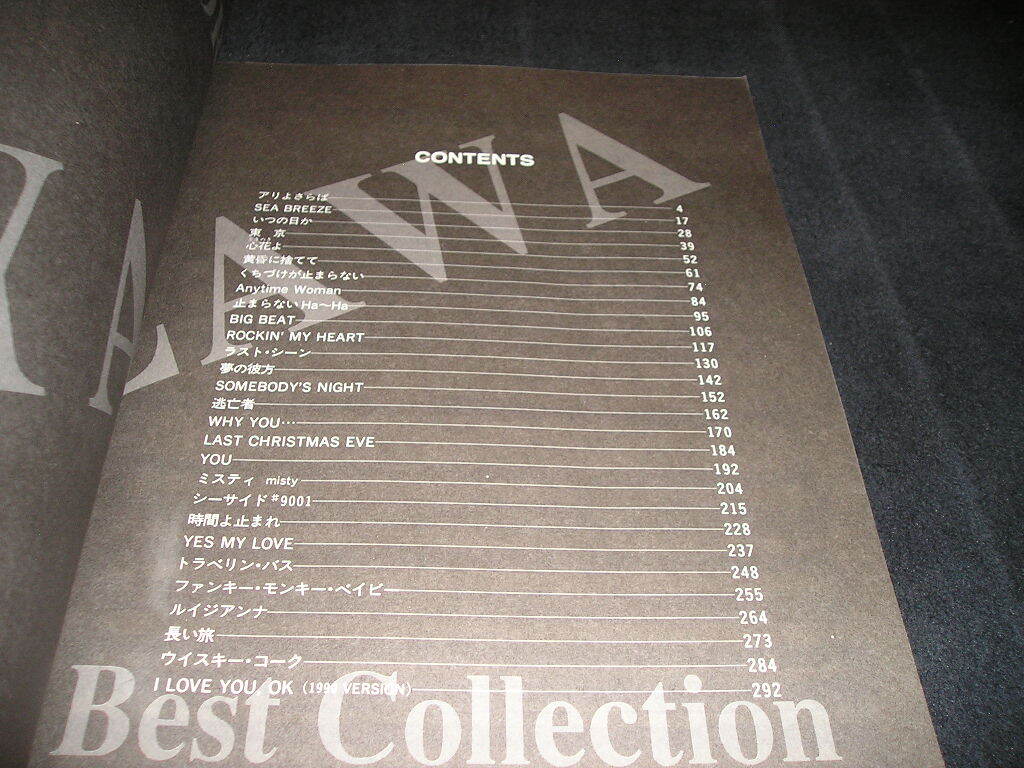 YAZAWA
CONTENTS
アリよさらば 4
SEA BREEZE 17
いつの日か 28
東 京 39
心花よ 52
黄昏に捨てて 61
くちづけが止まらない 74
Anytime Woman 84
止まらないHa〜Ha 95
BIG BEAT 106
ROCKIN' MY HEART 117
ラスト・シーン 130
夢の彼方 142
SOMEBODY'S NIGHT 152
逃亡者 162
WHY YOU… 170
LAST CHRISTMAS EVE 184
YOU 192
ミスティ misty 204
シーサイド#9001 215
時間よ止まれ 228
YES MY LOVE 237
トラベリン・バス 248
ファンキー・モンキー・ベイビー 255
ルイジアンナ 264
長い旅 273
ウイスキー・コーク 284
I LOVE YOU, OK (1990 VERSION) 292
Best Collection